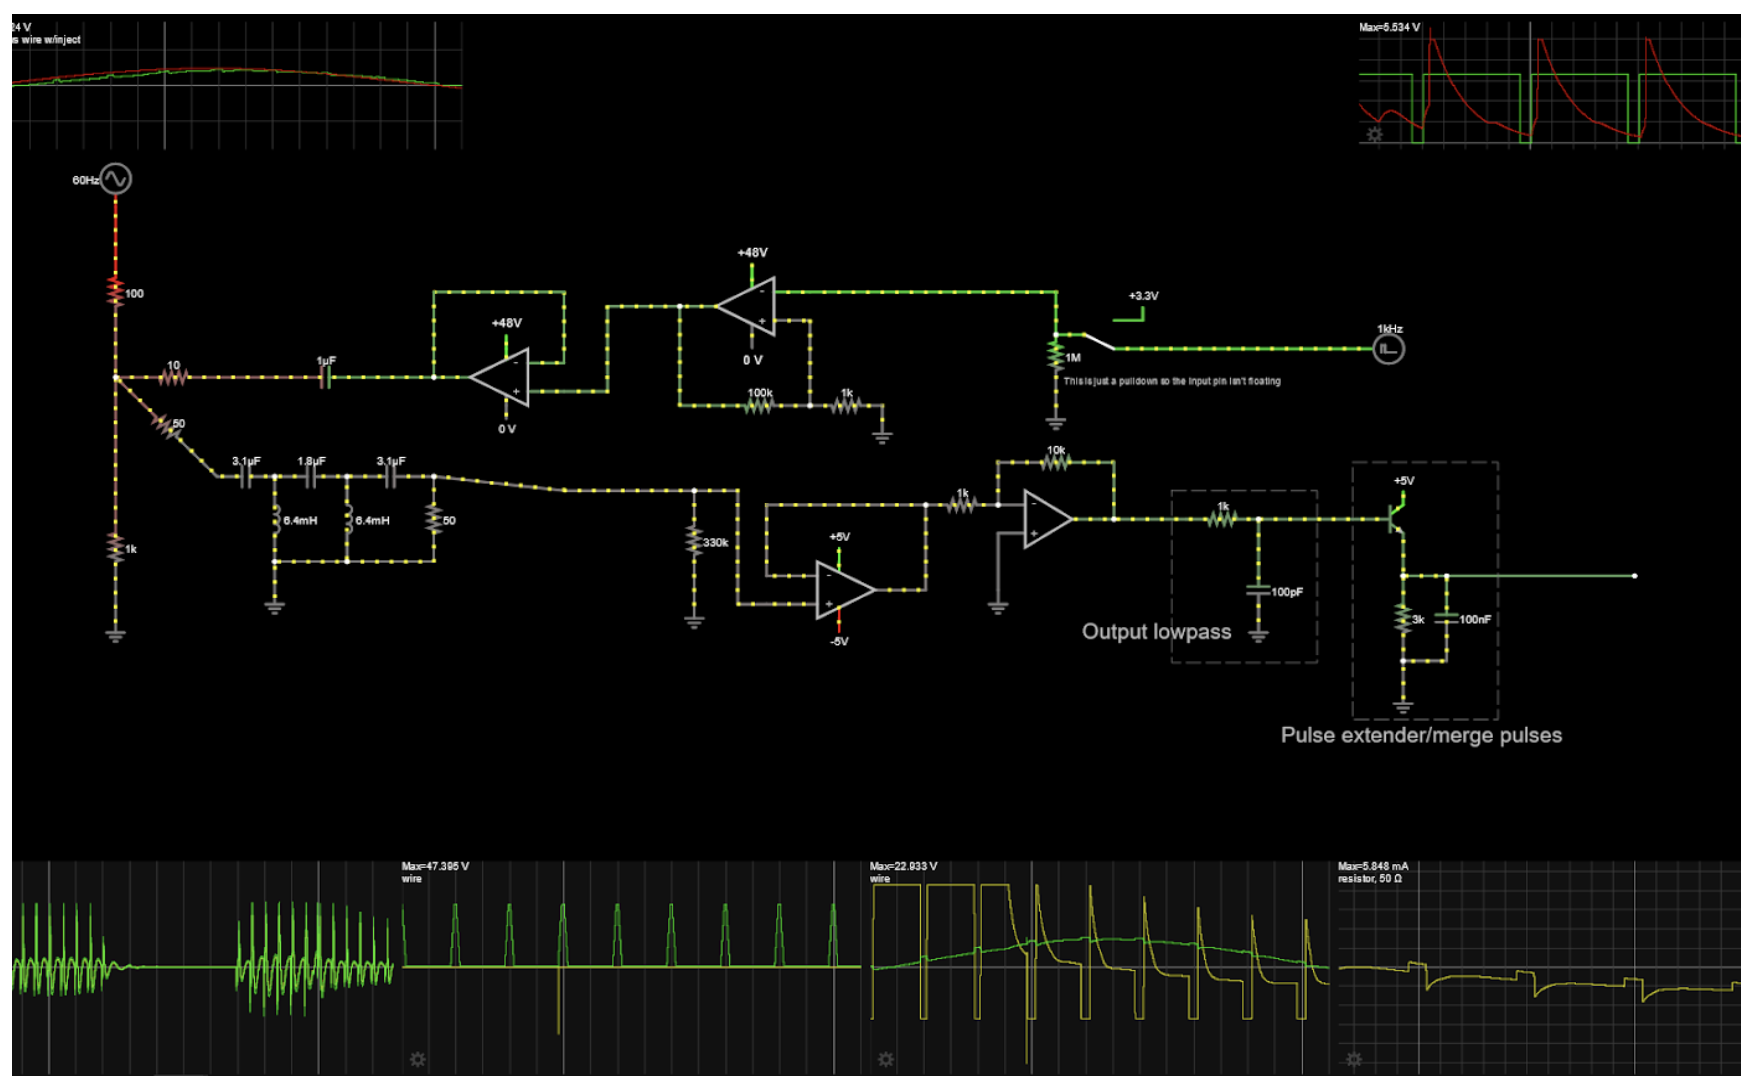 24 V
s wire w/inject
Max=5.534 V
60Hz
100
+48V
+3.3V
1kHz
+48V
0 V
1M
This is just a pulldown so the input pin isn't floating
10
1μF
100k
1k
0 V
50
3.1μF
1.8μF
3.1μF
10k
1k
+5V
6.4mH
6.4mH
50
330k
+5V
1k
1k
-5V
100pF
Output lowpass
3k
100nF
Pulse extender/merge pulses
Max=47.395 V
wire
Max=22.933 V
wire
Max=5.848 mA
resistor, 50 Ω